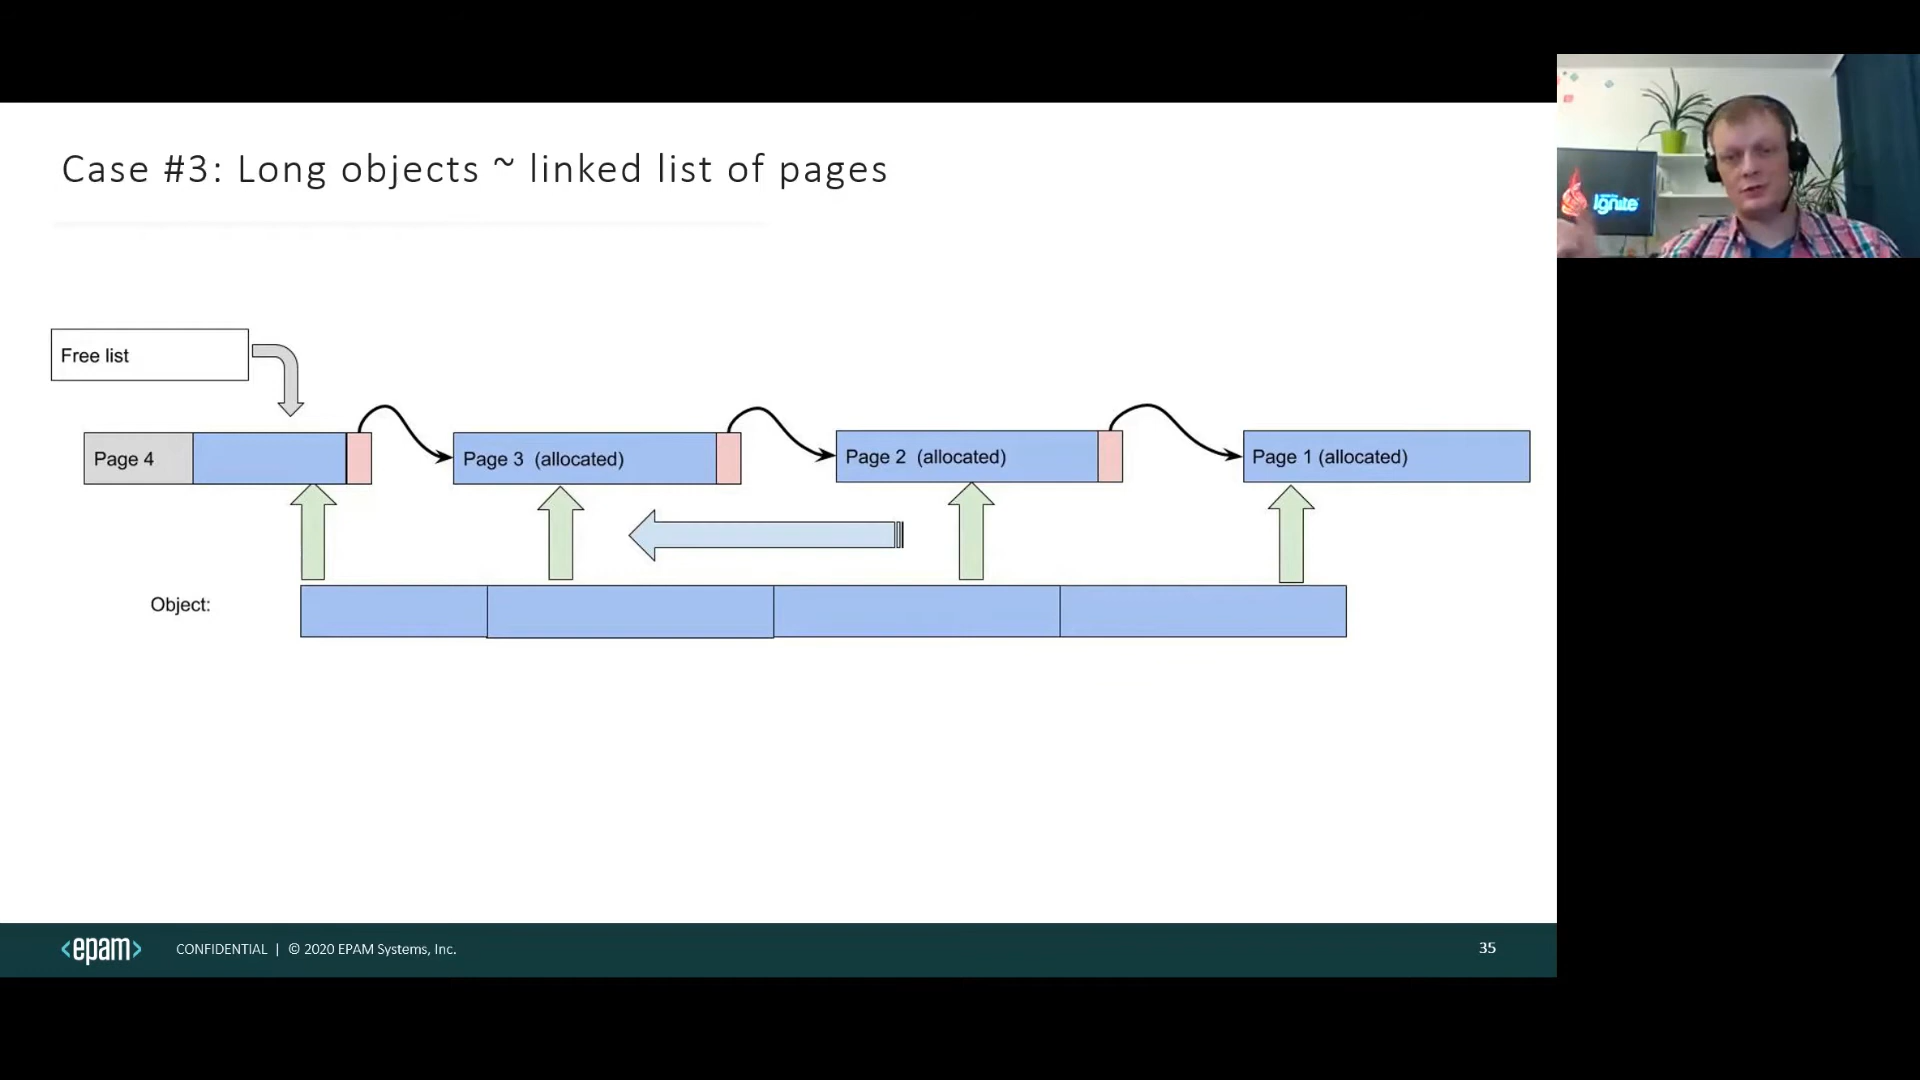 Case #3: Long objects ~ linked list of pages
Ignite
Free list
Page 4
Page 3 (allocated)
Page 2 (allocated)
Page 1 (allocated)
Object:
<epam> CONFIDENTIAL | © 2020 EPAM Systems, Inc.
35